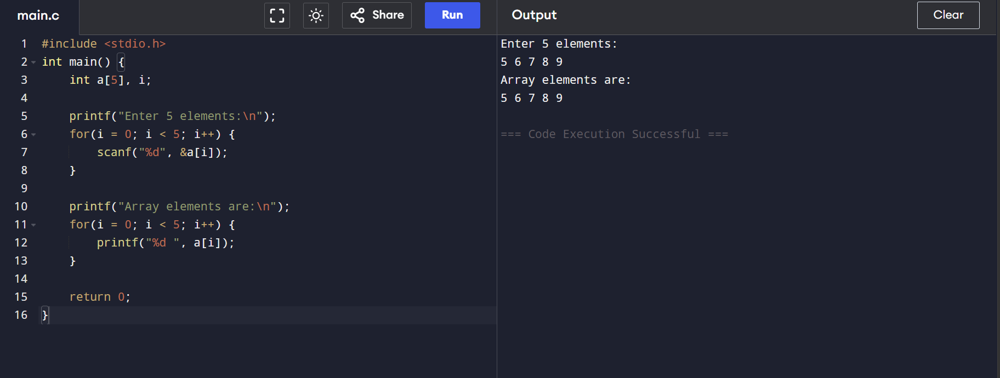 main.c
Share
Run
Output
Clear
1 #include <stdio.h>
2 int main() {
3     int a[5], i;
4
5     printf("Enter 5 elements:\n");
6     for(i = 0; i < 5; i++) {
7         scanf("%d", &a[i]);
8     }
9
10     printf("Array elements are:\n");
11     for(i = 0; i < 5; i++) {
12         printf("%d ", a[i]);
13     }
14
15     return 0;
16 }
Enter 5 elements:
5 6 7 8 9
Array elements are:
5 6 7 8 9
=== Code Execution Successful ===